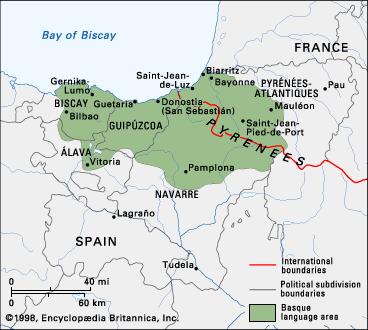 Bay of Biscay
FRANCE
Biarritz
Saint-Jean-
de-Luz
Bayonne
PYRÉNÉES-
ATLANTIQUES
Pau
Gernika-
Lumo
Guetaria
Donostia
(San Sebastián)
Mauléon
BISCAY
Bilbao
GUIPÚZCOA
Saint-Jean-
Pied-de-Port
PYRENEES
ÁLAVA
Vitoria
Pamplona
NAVARRE
Lagraño
SPAIN
Tudela
0 40 mi
0 60 km
International
boundaries
Political subdivision
boundaries
Basque
language area
©1998, Encyclopædia Britannica, Inc.